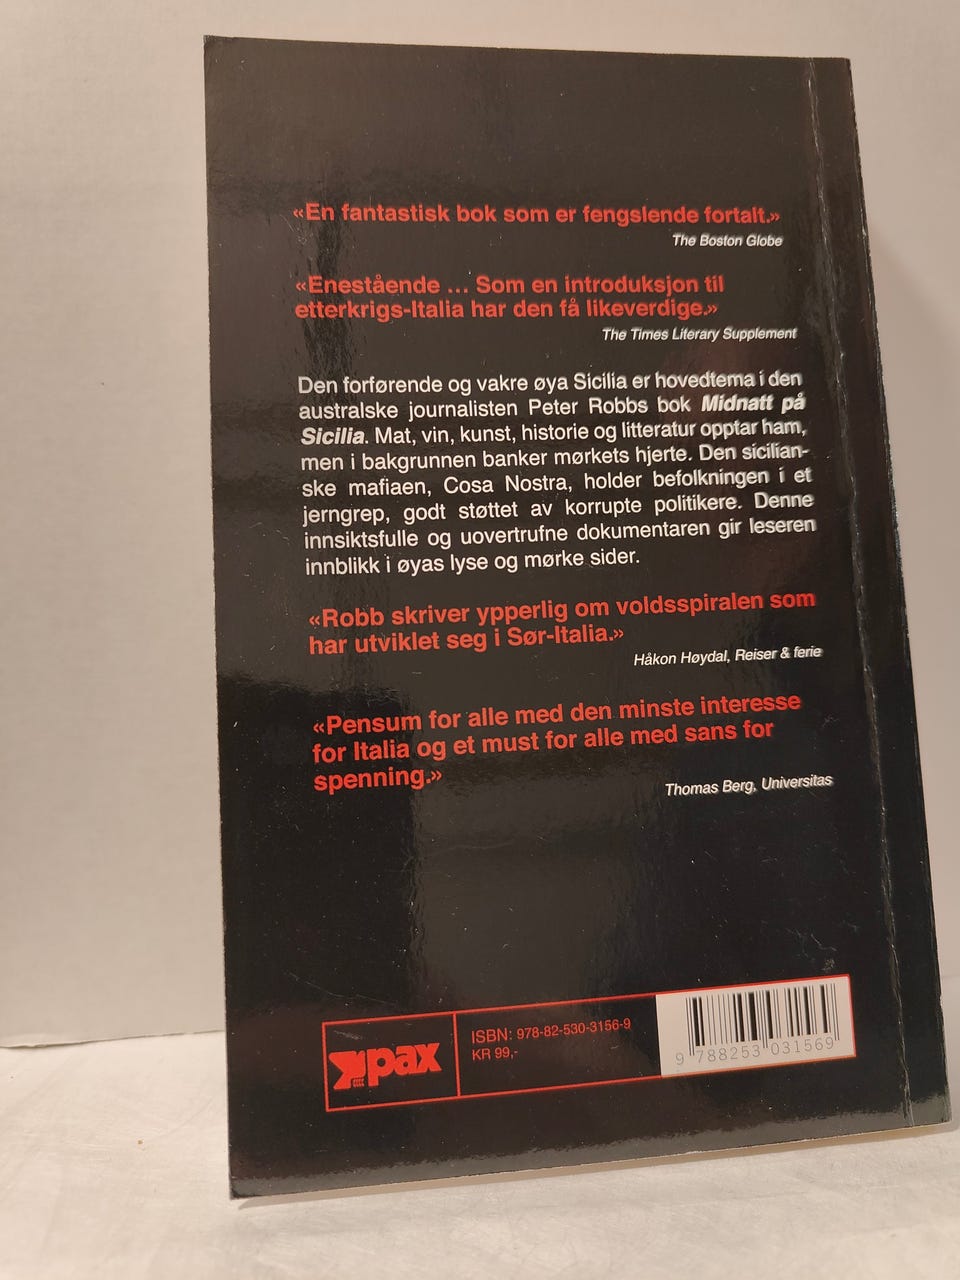 «En fantastisk bok som er fengslende fortalt.»
The Boston Globe
«Enestående ... Som en introduksjon til
etterkrigs-Italia har den få likeverdige.»
The Times Literary Supplement
Den forførende og vakre øya Sicilia er hovedtema i den
australske journalisten Peter Robbs bok Midnatt på
Sicilia. Mat, vin, kunst, historie og litteratur opptar ham,
men i bakgrunnen banker mørkets hjerte. Den sicilian-
ske mafiaen, Cosa Nostra, holder befolkningen i et
jerngrep, godt støttet av korrupte politikere. Denne
innsiktsfulle og uovertrufne dokumentaren gir leseren
innblikk i øyas lyse og mørke sider.
«Robb skriver ypperlig om voldsspiralen som
har utviklet seg i Sør-Italia.»
Håkon Høydal, Reiser & ferie
«Pensum for alle med den minste interesse
for Italia og et must for alle med sans for
spenning.»
Thomas Berg, Universitas
pax
ISBN: 978-82-530-3156-9
KR 99,-
9 788253 031569